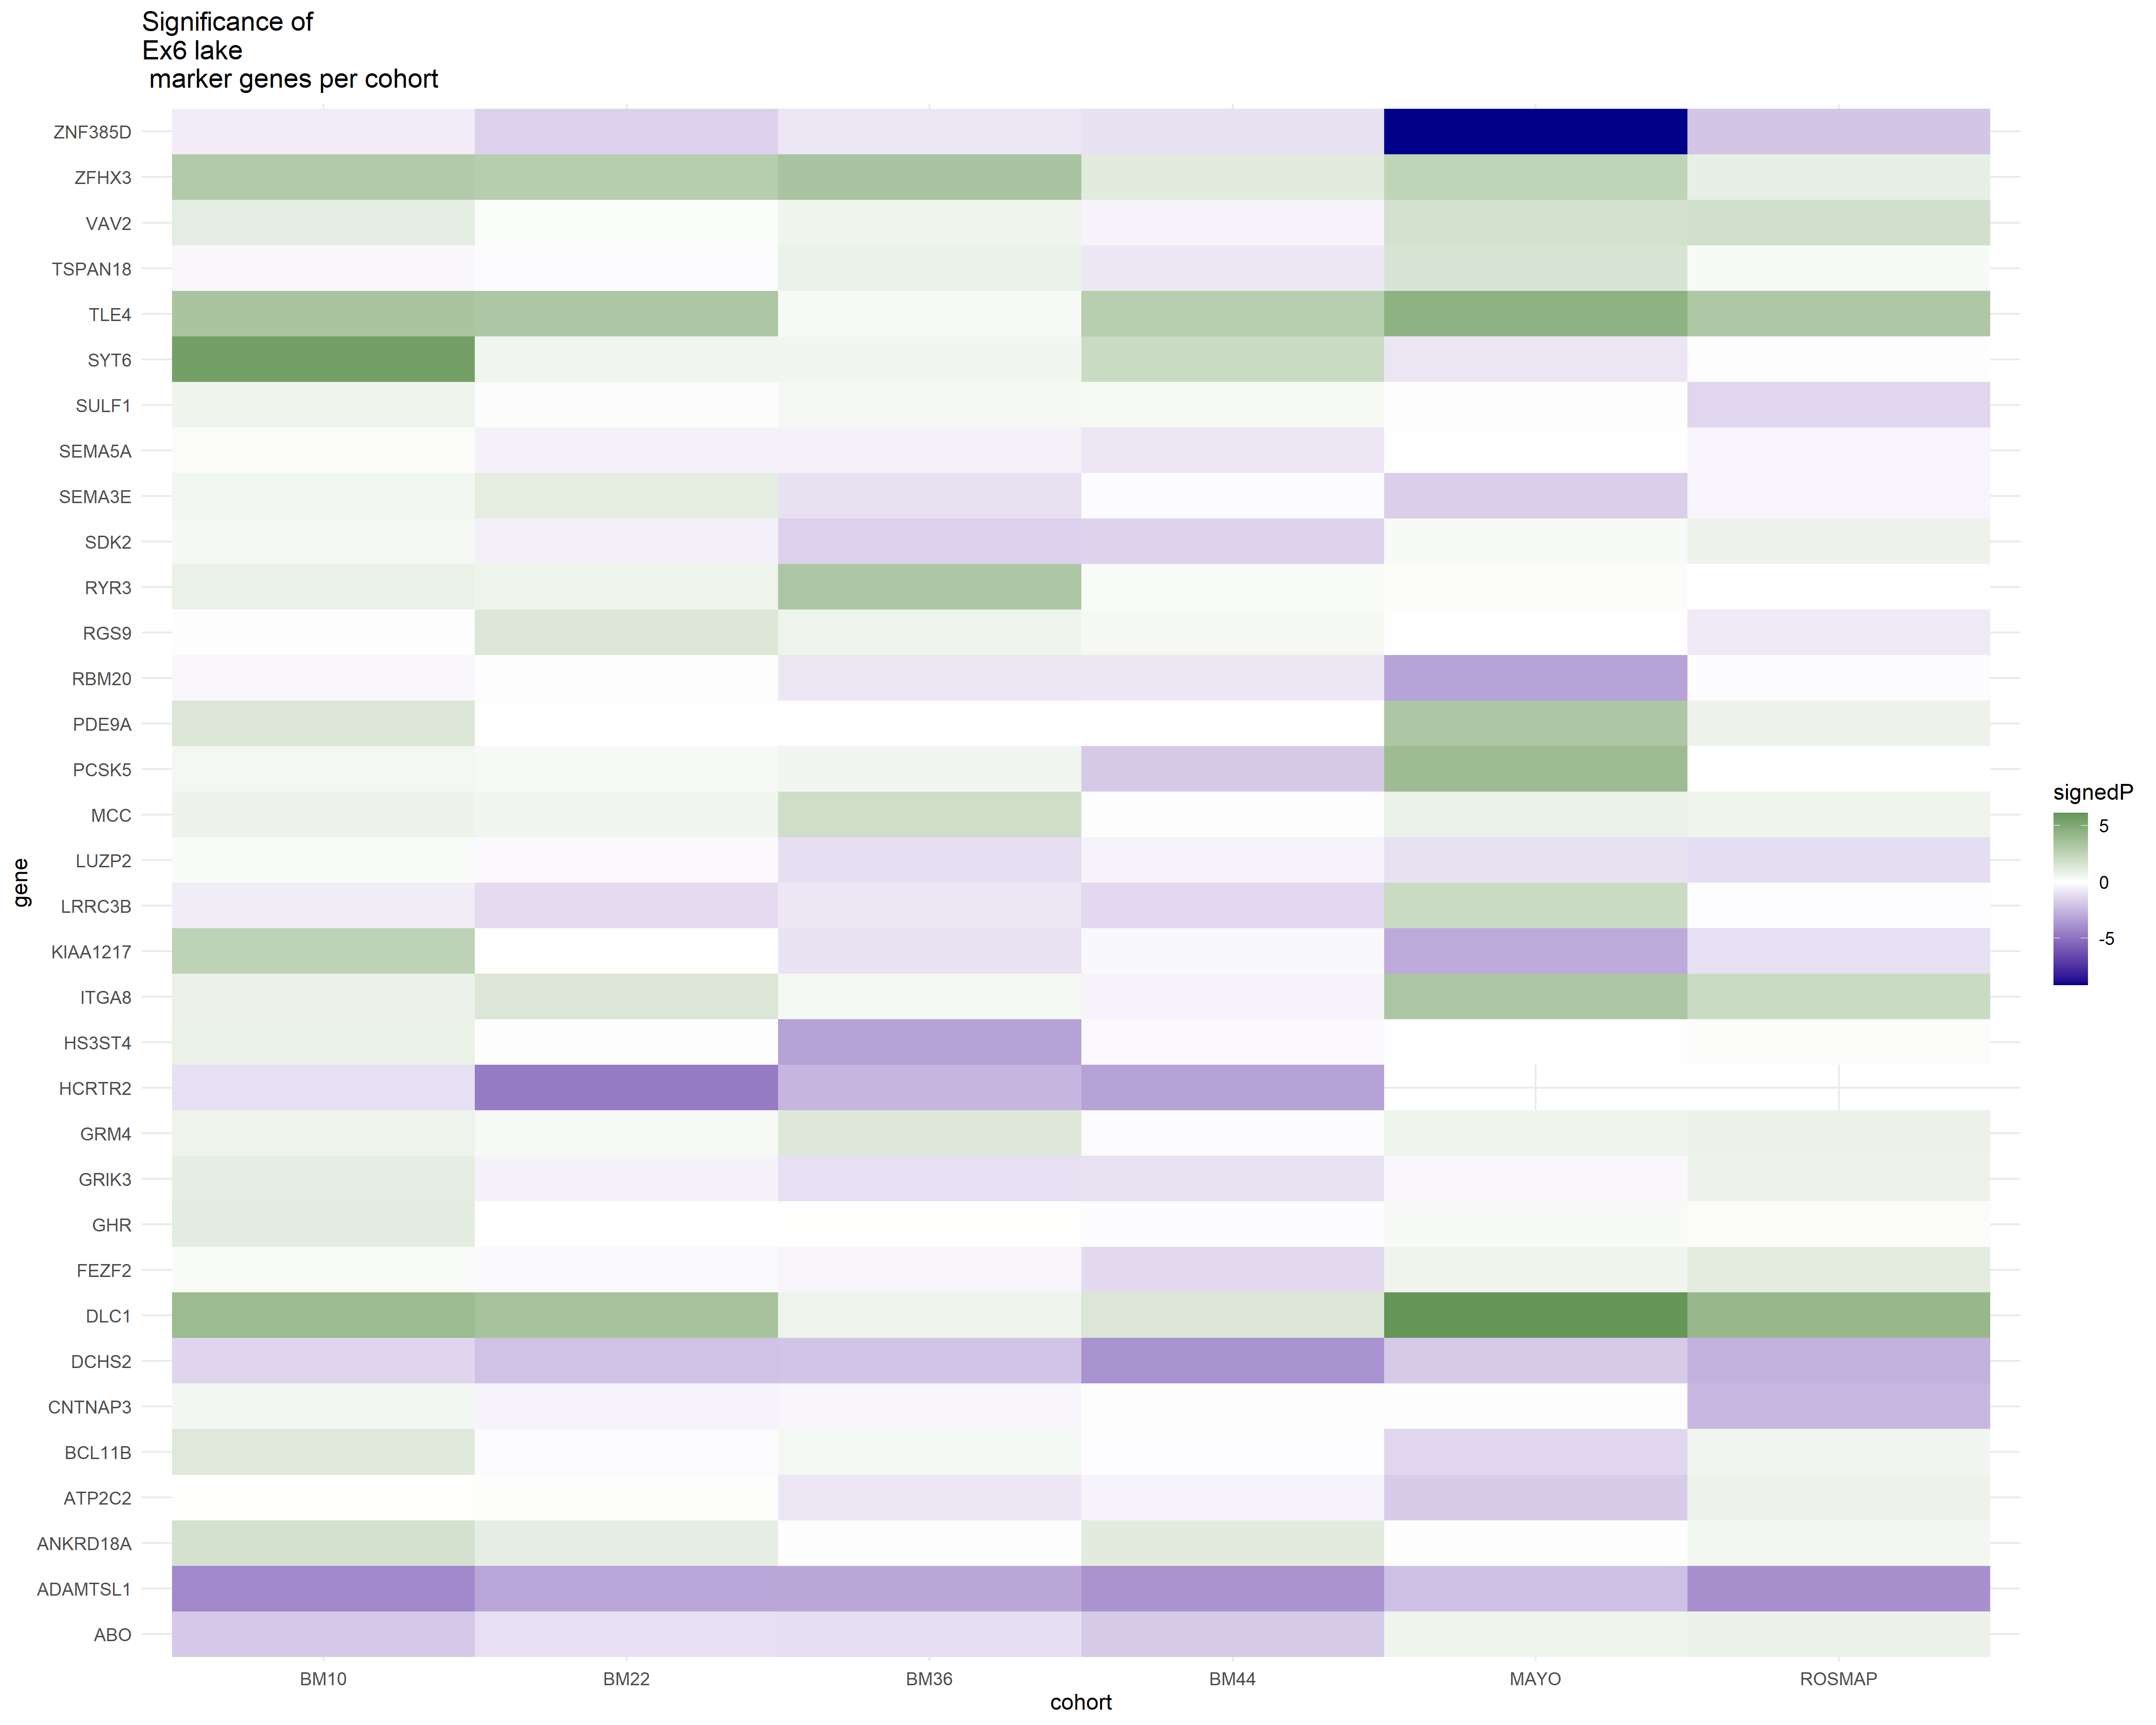 Significance of
Ex6 lake
marker genes per cohort
ZNF385D
ZFHX3
VAV2
TSPAN18
TLE4
SYT6
SULF1
SEMA5A
SEMA3E
SDK2
RYR3
RGS9
RBM20
PDE9A
PCSK5
MCC
LUZP2
LRRC3B
KIAA1217
ITGA8
HS3ST4
HCRTR2
GRM4
GRIK3
GHR
FEZF2
DLC1
DCHS2
CNTNAP3
BCL11B
ATP2C2
ANKRD18A
ADAMTSL1
ABO
gene
BM10 BM22 BM36 BM44 MAYO ROSMAP
cohort
signedP
5
0
-5